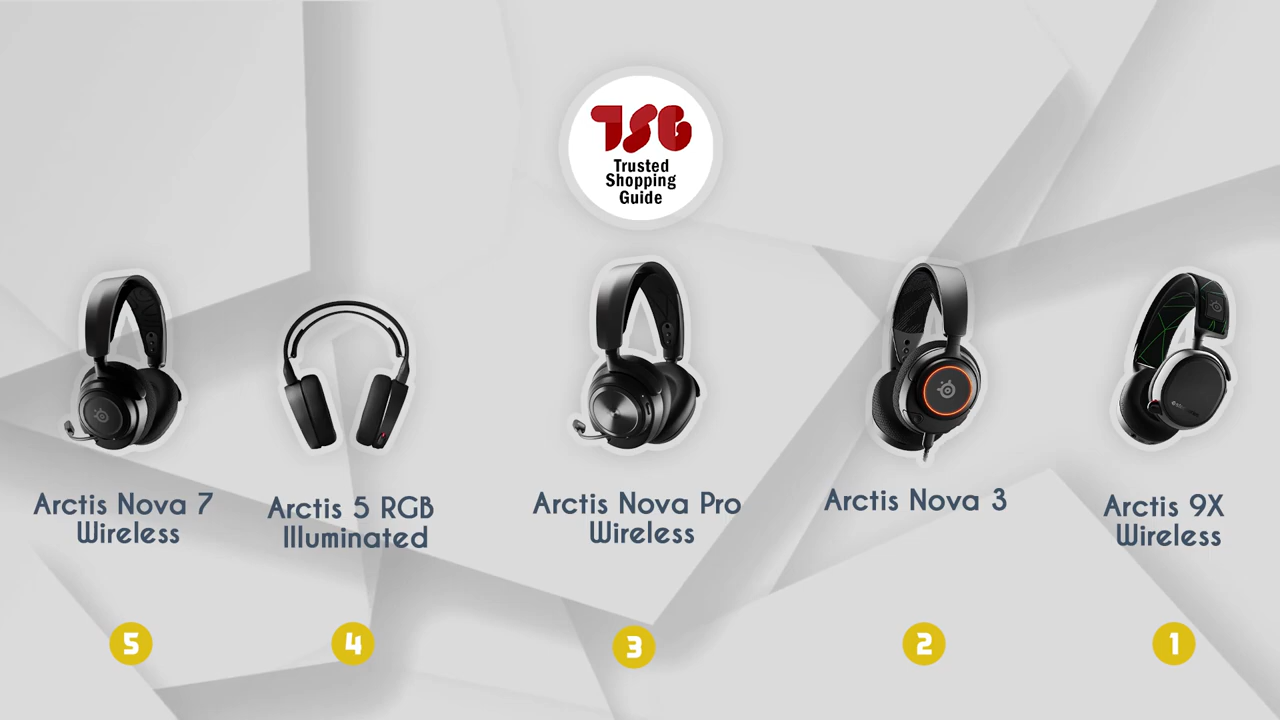 TSG
Trusted
Shopping
Guide
Arctis Nova 7
Wireless
Arctis 5 RGB
Illuminated
Arctis Nova Pro
Wireless
Arctis Nova 3
Arctis 9X
Wireless
5
4
3
2
1